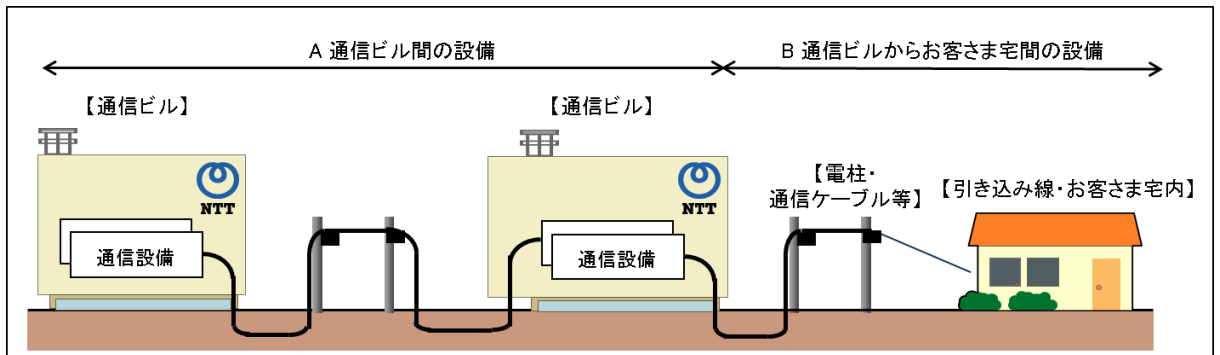 A 通信ビル間の設備
B 通信ビルからお客さま宅間の設備
【通信ビル】
【通信ビル】
【電柱・
通信ケーブル等】
【引き込み線・お客さま宅内】
NTT
NTT
通信設備
通信設備